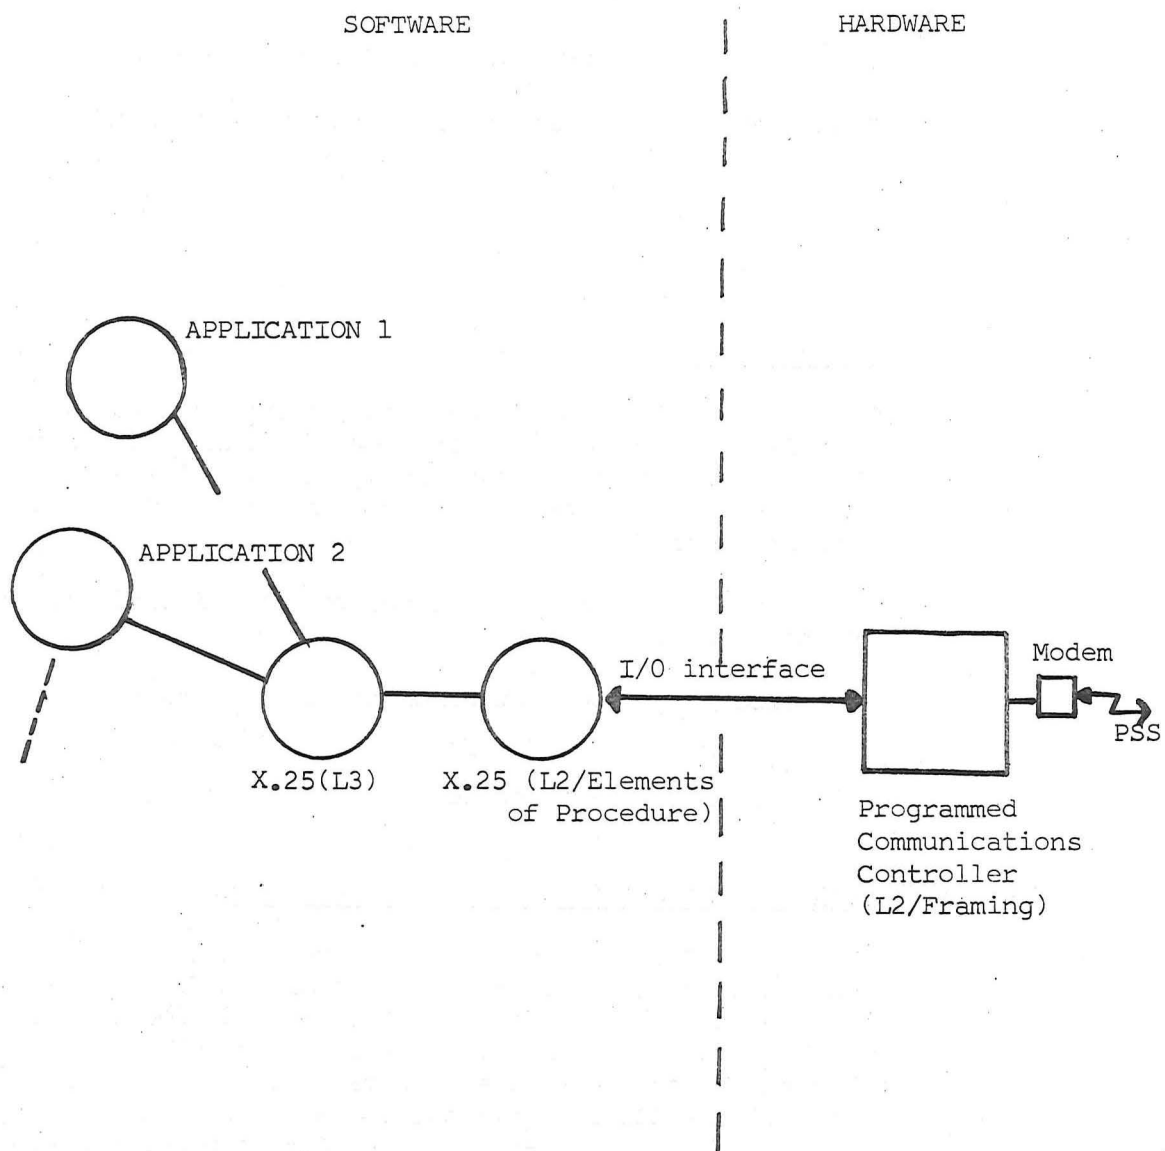 SOFTWARE
HARDWARE
APPLICATION 1
APPLICATION 2
I/O interface
Modem
PSS
X.25(L3)
X.25 (L2/Elements
of Procedure)
Programmed
Communications
Controller
(L2/Framing)